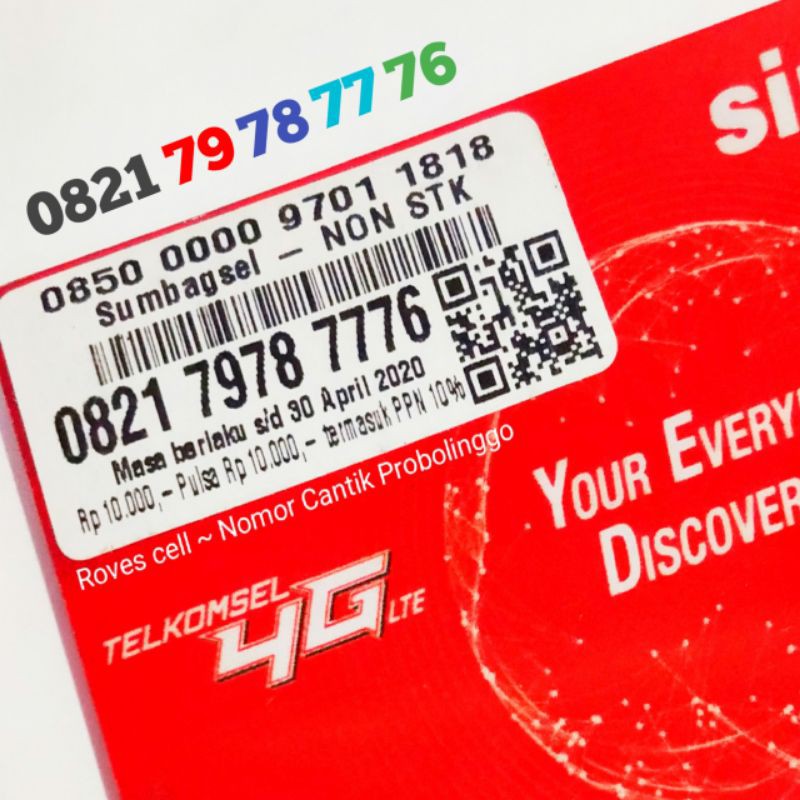 0821 79 78 77 76
0850 0000 9701 1818
Sumbagsel – NON STK
0821 7978 7776
Masa berlaku s/d 30 April 2020
Rp 10.000,- Pulsa Rp 10.000,- termasuk PPN 10%
Roves cell ~ Nomor Cantik Probolinggo
TELKOMSEL 4G LTE
YOUR
DISCOVER